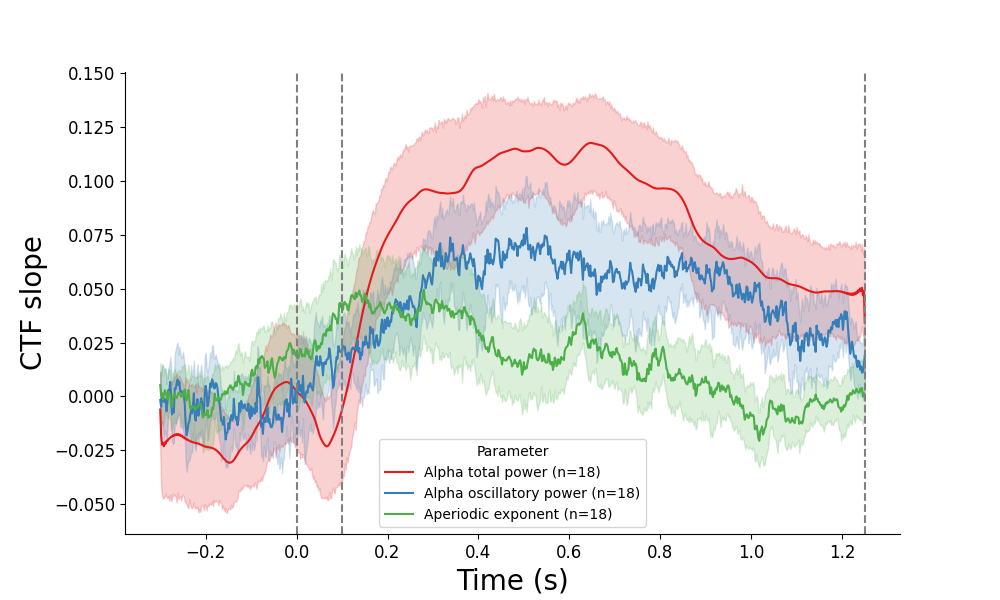 0.150
0.125
0.100
0.075
0.050
0.025
0.000
−0.025
−0.050
CTF slope
−0.2
0.0
0.2
0.4
0.6
0.8
1.0
1.2
Time (s)
Parameter
Alpha total power (n=18)
Alpha oscillatory power (n=18)
Aperiodic exponent (n=18)